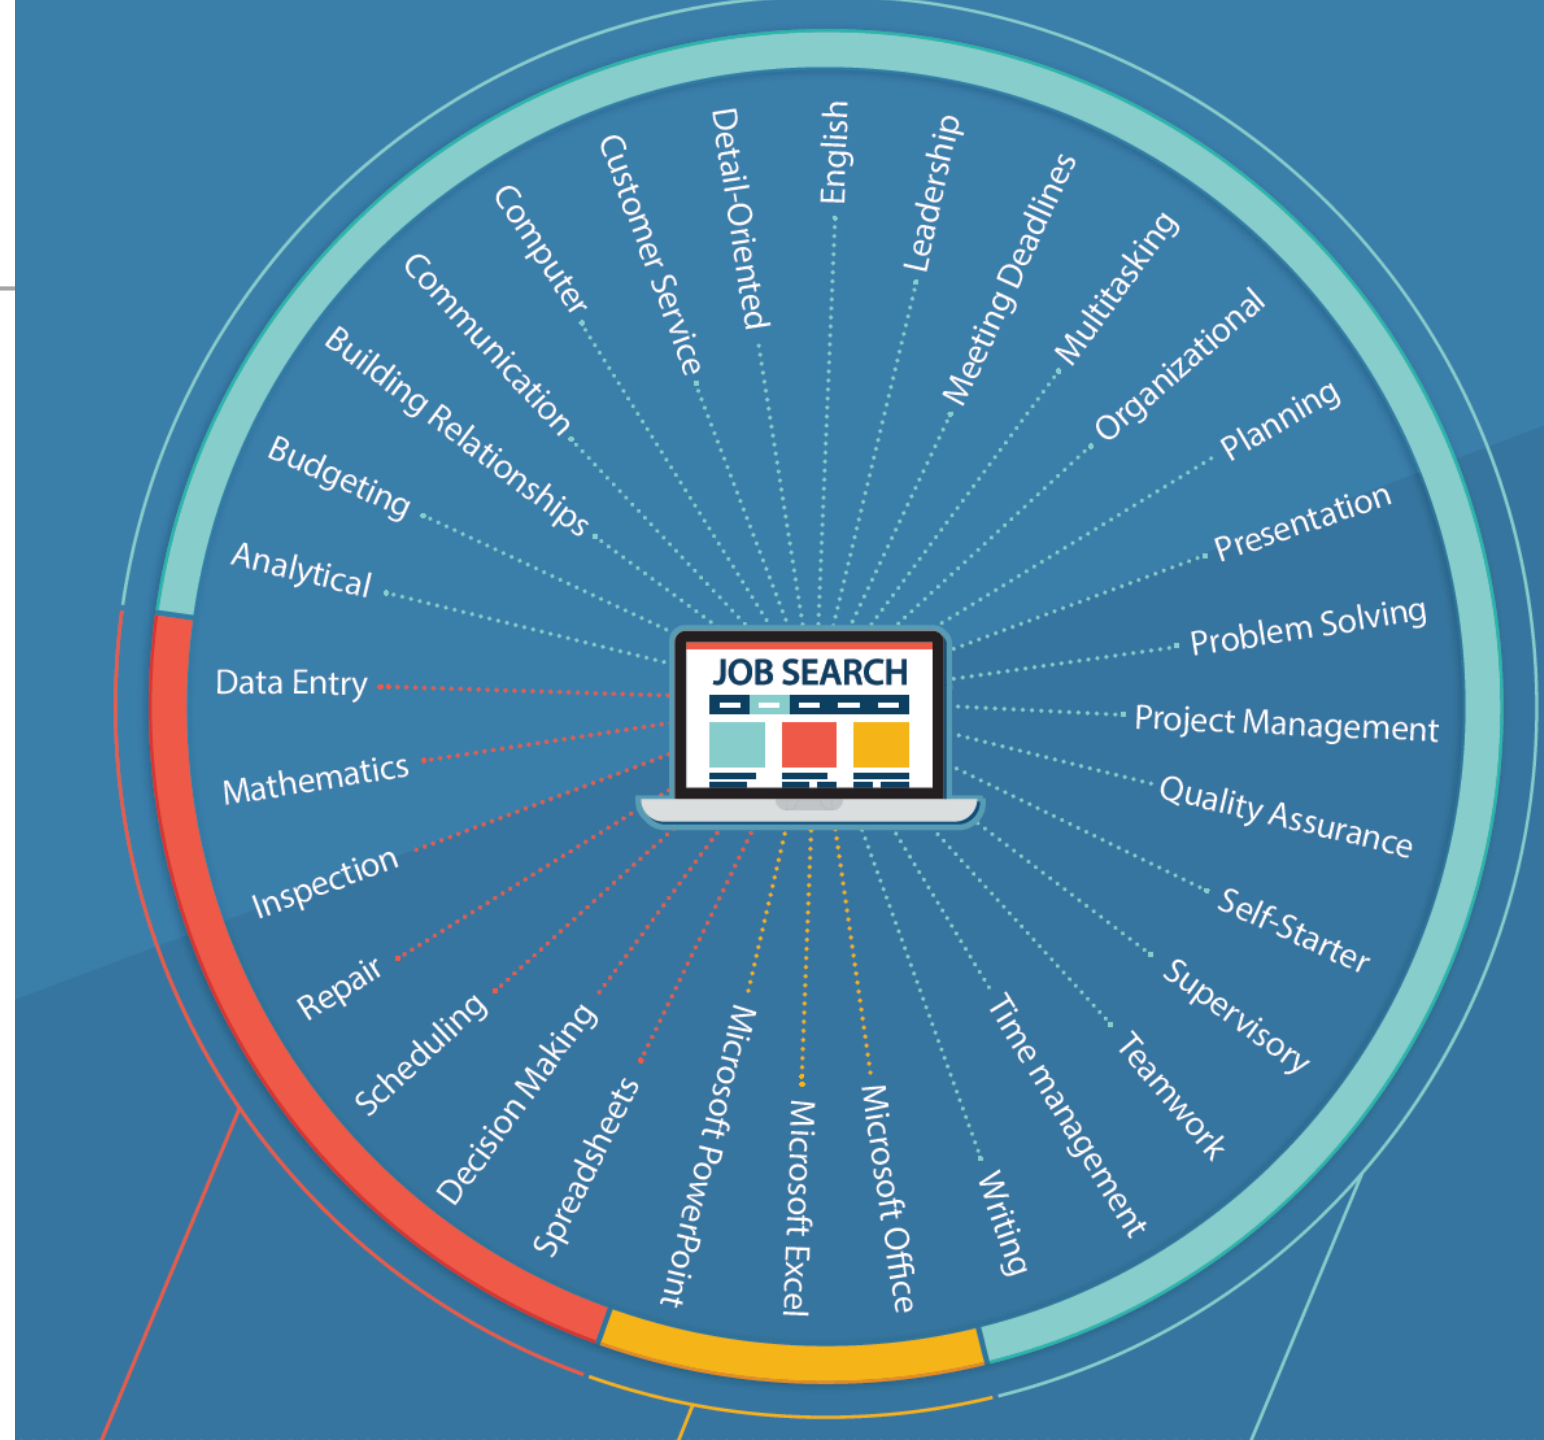 JOB SEARCH
English
Leadership
Meeting Deadlines
Multitasking
Organizational
Planning
Presentation
Problem Solving
Project Management
Quality Assurance
Self-Starter
Supervisory
Teamwork
Time management
Writing
Microsoft Office
Microsoft Excel
Microsoft PowerPoint
Spreadsheets
Decision Making
Scheduling
Repair
Inspection
Mathematics
Data Entry
Analytical
Budgeting
Building Relationships
Communication
Computer
Customer Service
Detail-Oriented